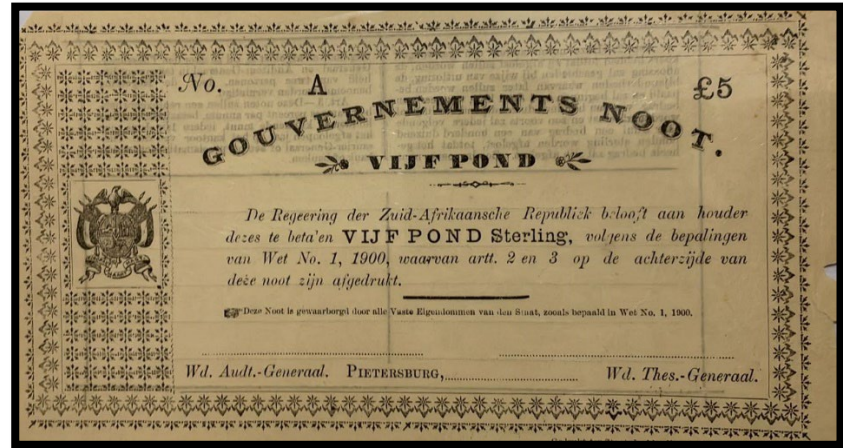 No. A £5
GOUVERNEMENTS NOOT.
VIJF POND
De Regeering der Zuid-Afrikaansche Republiek belooft aan houder
dezes te beta'en VIJF POND Sterling, volgens de bepalingen
van Wet No. 1, 1900, waarvan artt. 2 en 3 op de achterzijde van
deze noot zijn afgedrukt.
Deze Noot is gewaarborgd door alle Vaste Eigendommen van den Staat, zooals bepaald in Wet No. 1, 1900.
Wd. Audt.-Generaal. PIETERSBURG, Wd. Thes.-Generaal.